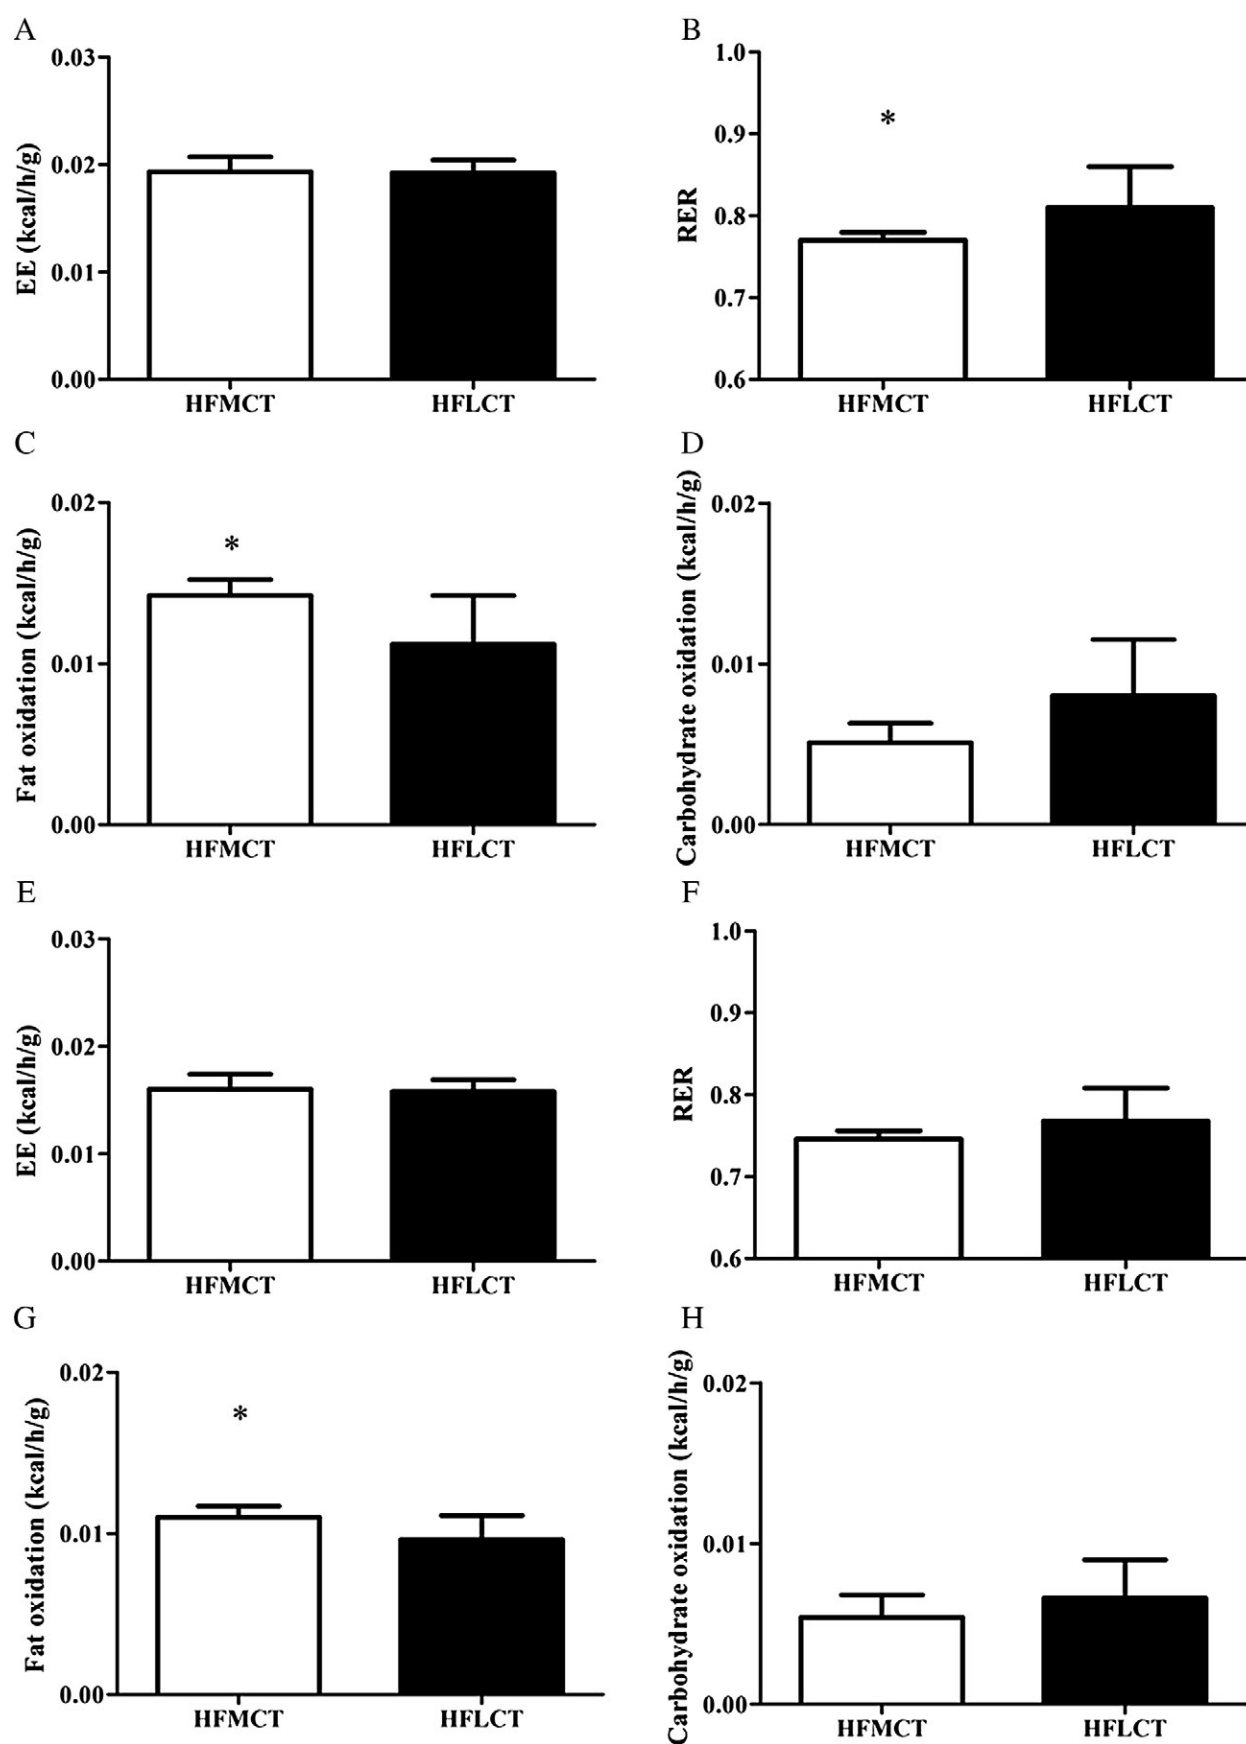 A
EE (kcal/h/g)
0.03
0.02
0.01
0.00
HFMCT HFLCT
B
RER
1.0
0.9
0.8
0.7
0.6
*
HFMCT HFLCT
C
Fat oxidation (kcal/h/g)
0.02
0.01
0.00
*
HFMCT HFLCT
D
Carbohydrate oxidation (kcal/h/g)
0.02
0.01
0.00
HFMCT HFLCT
E
EE (kcal/h/g)
0.03
0.02
0.01
0.00
HFMCT HFLCT
F
RER
1.0
0.9
0.8
0.7
0.6
HFMCT HFLCT
G
Fat oxidation (kcal/h/g)
0.02
0.01
0.00
*
HFMCT HFLCT
H
Carbohydrate oxidation (kcal/h/g)
0.02
0.01
0.00
HFMCT HFLCT